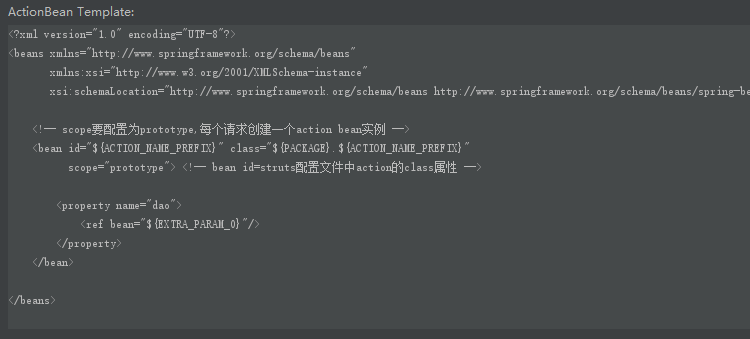 ActionBean Template:
<?xml version="1.0" encoding="UTF-8"?>
<beans xmlns="http://www.springframework.org/schema/beans"
xmlns:xsi="http://www.w3.org/2001/XMLSchema-instance"
xsi:schemaLocation="http://www.springframework.org/schema/beans http://www.springframework.org/schema/beans/spring-be
<!-- scope要配置为prototype,每个请求创建一个action bean实例 -->
<bean id="${ACTION_NAME_PREFIX}" class="${PACKAGE}.${ACTION_NAME_PREFIX}"
scope="prototype"> <!-- bean id=struts配置文件中action的class属性 -->
<property name="dao">
<ref bean="${EXTRA_PARAM_0}"/>
</property>
</bean>
</beans>